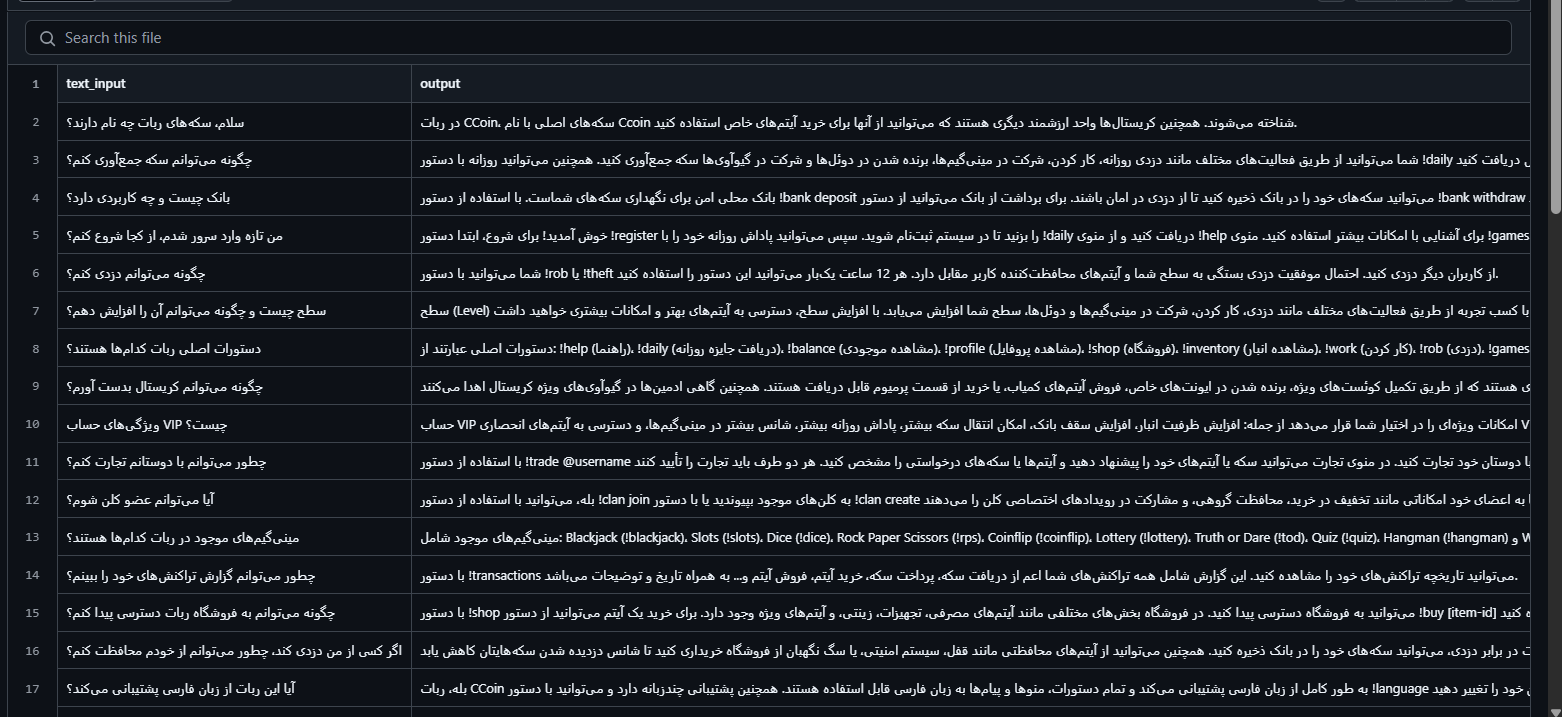 Search this file
1 text_input output
2 سلام، سکه‌های ربات چه نام دارند؟ در ربات CCoin، سکه‌های اصلی با نام Ccoin شناخته می‌شوند. همچنین کریستال‌ها واحد ارزشمند دیگری هستند که می‌توانید از آنها برای خرید آیتم‌های خاص استفاده کنید.
3 چگونه می‌توانم سکه جمع‌آوری کنم؟ شما می‌توانید از طریق فعالیت‌های مختلف مانند دزدی روزانه، کار کردن، شرکت در مینی‌گیم‌ها، برنده شدن در دوئل‌ها و شرکت در گیوآوی‌ها سکه جمع‌آوری کنید. همچنین می‌توانید روزانه با دستور !daily دریافت کنید
4 بانک چیست و چه کاربردی دارد؟ بانک محلی امن برای نگهداری سکه‌های شماست. با استفاده از دستور !bank deposit می‌توانید سکه‌های خود را در بانک ذخیره کنید تا از دزدی در امان باشند. برای برداشت از بانک می‌توانید از دستور !bank withdraw
5 من تازه وارد سرور شدم، از کجا شروع کنم؟ خوش آمدید! برای شروع، ابتدا دستور !register را بزنید تا در سیستم ثبت‌نام شوید. سپس می‌توانید پاداش روزانه خود را با !daily دریافت کنید و از منوی !help برای آشنایی با امکانات بیشتر استفاده کنید. منوی !games
6 چگونه می‌توانم دزدی کنم؟ شما می‌توانید با دستور !rob یا !theft از کاربران دیگر دزدی کنید. احتمال موفقیت دزدی بستگی به سطح شما و آیتم‌های محافظت‌کننده کاربر مقابل دارد. هر 12 ساعت یک‌بار می‌توانید این دستور را استفاده کنید.
7 سطح چیست و چگونه می‌توانم آن را افزایش دهم؟ سطح (Level) با کسب تجربه از طریق فعالیت‌های مختلف مانند دزدی، کار کردن، شرکت در مینی‌گیم‌ها و دوئل‌ها، سطح شما افزایش می‌یابد. با افزایش سطح، دسترسی به آیتم‌های بهتر و امکانات بیشتری خواهید داشت
8 دستورات اصلی ربات کدام‌ها هستند؟ دستورات اصلی عبارتند از: !help (راهنما)، !daily (دریافت جایزه روزانه)، !balance (مشاهده موجودی)، !profile (مشاهده پروفایل)، !shop (فروشگاه)، !inventory (مشاهده انبار)، !work (کار کردن)، !rob (دزدی)، !games
9 چگونه می‌توانم کریستال بدست آورم؟ ی هستند که از طریق تکمیل کوئست‌های ویژه، برنده شدن در ایونت‌های خاص، فروش آیتم‌های کمیاب، یا خرید از قسمت پرمیوم قابل دریافت هستند. همچنین گاهی ادمین‌ها در گیوآوی‌های ویژه کریستال اهدا می‌کنند
10 ویژگی‌های حساب VIP چیست؟ حساب VIP امکانات ویژه‌ای را در اختیار شما قرار می‌دهد از جمله: افزایش ظرفیت انبار، افزایش سقف بانک، امکان انتقال سکه بیشتر، پاداش روزانه بیشتر، شانس بیشتر در مینی‌گیم‌ها، و دسترسی به آیتم‌های انحصاری V
11 چطور می‌توانم با دوستانم تجارت کنم؟ با استفاده از دستور !trade @username با دوستان خود تجارت کنید. در منوی تجارت می‌توانید سکه یا آیتم‌های خود را پیشنهاد دهید و آیتم‌ها یا سکه‌های درخواستی را مشخص کنید. هر دو طرف باید تجارت را تأیید کنند
12 آیا می‌توانم عضو کلن شوم؟ بله، می‌توانید با استفاده از دستور !clan join به کلن‌های موجود بپیوندید یا با دستور !clan create به اعضای خود امکاناتی مانند تخفیف در خرید، محافظت گروهی، و مشارکت در رویدادهای اختصاصی کلن را می‌دهند
13 مینی‌گیم‌های موجود در ربات کدام‌ها هستند؟ مینی‌گیم‌های موجود شامل: Blackjack (!blackjack)، Slots (!slots)، Dice (!dice)، Rock Paper Scissors (!rps)، Coinflip (!coinflip)، Lottery (!lottery)، Truth or Dare (!tod)، Quiz (!quiz)، Hangman (!hangman) و W
14 چطور می‌توانم گزارش تراکنش‌های خود را ببینم؟ با دستور !transactions می‌توانید تاریخچه تراکنش‌های خود را مشاهده کنید. این گزارش شامل همه تراکنش‌های شما اعم از دریافت سکه، پرداخت سکه، خرید آیتم، فروش آیتم و... به همراه تاریخ و توضیحات می‌باشد.
15 چگونه می‌توانم به فروشگاه ربات دسترسی پیدا کنم؟ با دستور !shop می‌توانید به فروشگاه دسترسی پیدا کنید. در فروشگاه بخش‌های مختلفی مانند آیتم‌های مصرفی، تجهیزات، زینتی، و آیتم‌های ویژه وجود دارد. برای خرید یک آیتم می‌توانید از دستور !buy [item-id] ه کنید
16 اگر کسی از من دزدی کند، چطور می‌توانم از خودم محافظت کنم؟ ت در برابر دزدی، می‌توانید سکه‌های خود را در بانک ذخیره کنید. همچنین می‌توانید از آیتم‌های محافظتی مانند قفل، سیستم امنیتی، یا سگ نگهبان از فروشگاه خریداری کنید تا شانس دزدیده شدن سکه‌هایتان کاهش یابد
17 آیا این ربات از زبان فارسی پشتیبانی می‌کند؟ بله، ربات CCoin به طور کامل از زبان فارسی پشتیبانی می‌کند و تمام دستورات، منوها و پیام‌ها به زبان فارسی قابل استفاده هستند. همچنین پشتیبانی چندزبانه دارد و می‌توانید با دستور !language خود را تغییر دهید